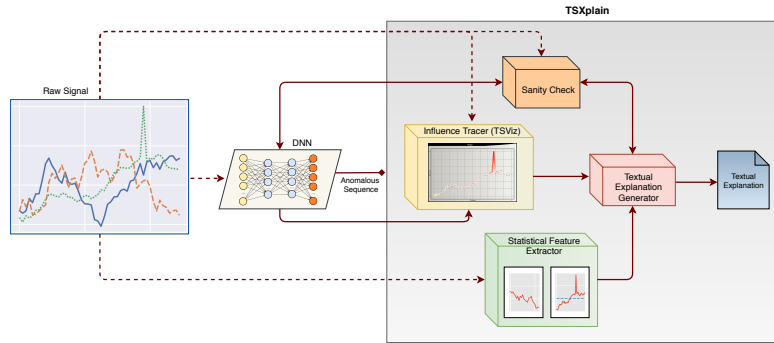 TSXplain
Raw Signal
Sanity Check
DNN
Influence Tracer (TSViz)
Anomalous
Sequence
Textual
Explanation
Generator
Textual
Explanation
Statistical Feature
Extractor